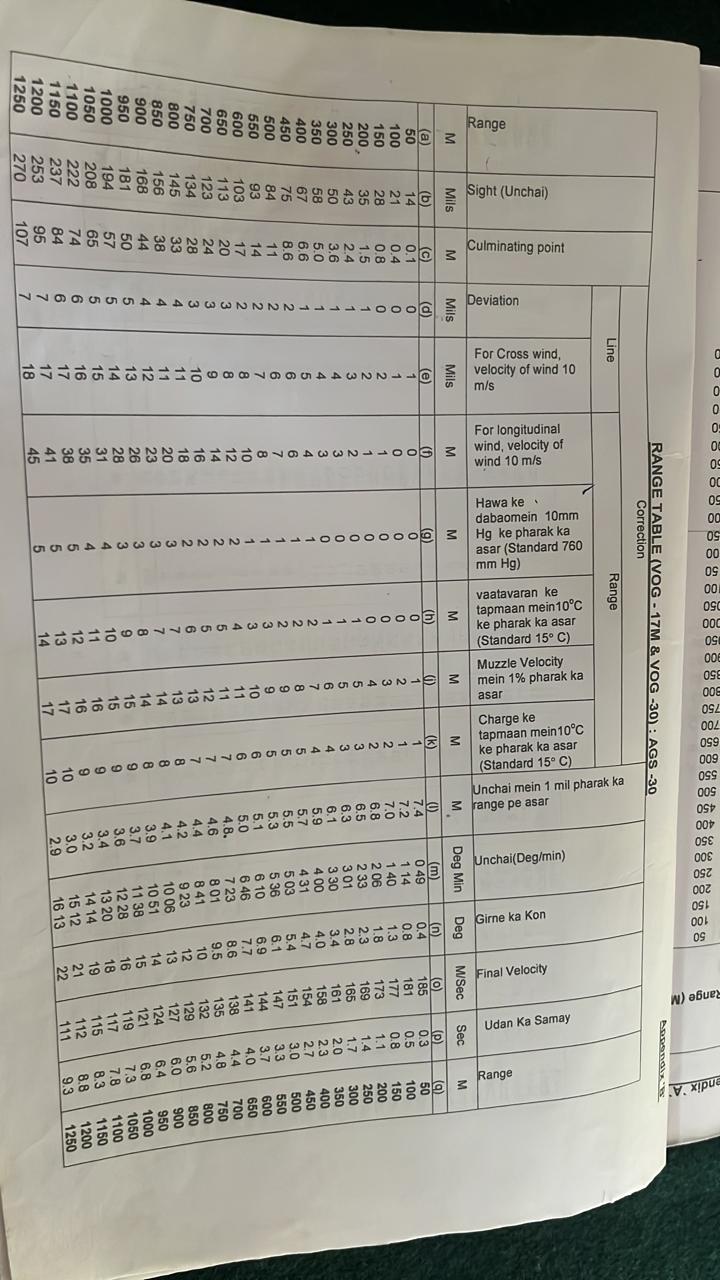 Appendix 'B'
RANGE TABLE (VOG - 17M & VOG -30) : AGS -30
Correction
Line Range
Range
Sight (Unchai)
Culminating point
Deviation
For Cross wind, velocity of wind 10 m/s
For longitudinal wind, velocity of wind 10 m/s
Hawa ke dabaomein 10mm Hg ke pharak ka asar (Standard 760 mm Hg)
vaatavaran ke tapmaan mein10°C ke pharak ka asar (Standard 15° C)
Muzzle Velocity mein 1% pharak ka asar
Charge ke tapmaan mein10°C ke pharak ka asar (Standard 15° C)
Unchai mein 1 mil pharak ka range pe asar
Unchai(Deg/min)
Girne ka Kon
Final Velocity
Udan Ka Samay
Range
M Mils M Mils Mils M M M M M M Deg Min Deg M/Sec Sec M
(a) (b) (c) (d) (e) (f) (g) (h) (j) (k) (l) (m) (n) (o) (p) (q)
50 14 0.1 0 1 0 0 0 1 1 7.4 0 49 0.4 185 0.3 50
100 21 0.4 0 1 0 0 0 2 1 7.2 1 14 0.8 181 0.5 100
150 28 0.8 0 2 1 0 0 3 2 7.0 1 40 1.3 177 0.8 150
200 35 1.5 1 2 1 0 0 4 2 6.8 2 06 1.8 173 1.1 200
250 43 2.4 1 3 2 0 1 5 3 6.5 2 33 2.3 169 1.4 250
300 50 3.6 1 4 3 0 1 5 3 6.3 3 01 2.8 165 1.7 300
350 58 5.0 1 4 3 0 1 6 4 6.1 3 30 3.4 161 2.0 350
400 67 6.6 1 5 4 1 2 7 4 5.9 4 00 4.0 158 2.3 400
450 75 8.6 2 6 6 1 2 8 5 5.7 4 31 4.7 154 2.7 450
500 84 11 2 6 7 1 2 9 5 5.5 5 03 5.4 151 3.0 500
550 93 14 2 7 8 1 3 9 5 5.3 5 36 6.1 147 3.3 550
600 103 17 2 8 10 1 3 10 6 5.1 6 10 6.9 144 3.7 600
650 113 20 3 8 12 2 4 11 6 5.0 6 46 7.7 141 4.0 650
700 123 24 3 9 14 2 5 11 7 4.8 7 23 8.6 138 4.4 700
750 134 28 3 10 16 2 5 12 7 4.6 8 01 9.5 135 4.8 750
800 145 33 4 11 18 2 6 13 7 4.4 8 41 10 132 5.2 800
850 156 38 4 11 20 3 7 13 8 4.2 9 23 12 129 5.6 850
900 168 44 4 12 23 3 7 14 8 4.1 10 06 13 127 6.0 900
950 181 50 5 13 26 3 8 14 8 3.9 10 51 14 124 6.4 950
1000 194 57 5 14 28 3 9 15 9 3.7 11 38 15 121 6.8 1000
1050 208 65 5 15 31 4 10 15 9 3.6 12 28 16 119 7.3 1050
1100 222 74 6 16 35 4 11 16 9 3.4 13 20 18 117 7.8 1100
1150 237 84 6 17 38 5 12 16 9 3.2 14 14 19 115 8.3 1150
1200 253 95 7 17 41 5 13 17 10 3.0 15 12 21 112 8.8 1200
1250 270 107 7 18 45 5 14 17 10 2.9 16 13 22 111 9.3 1250